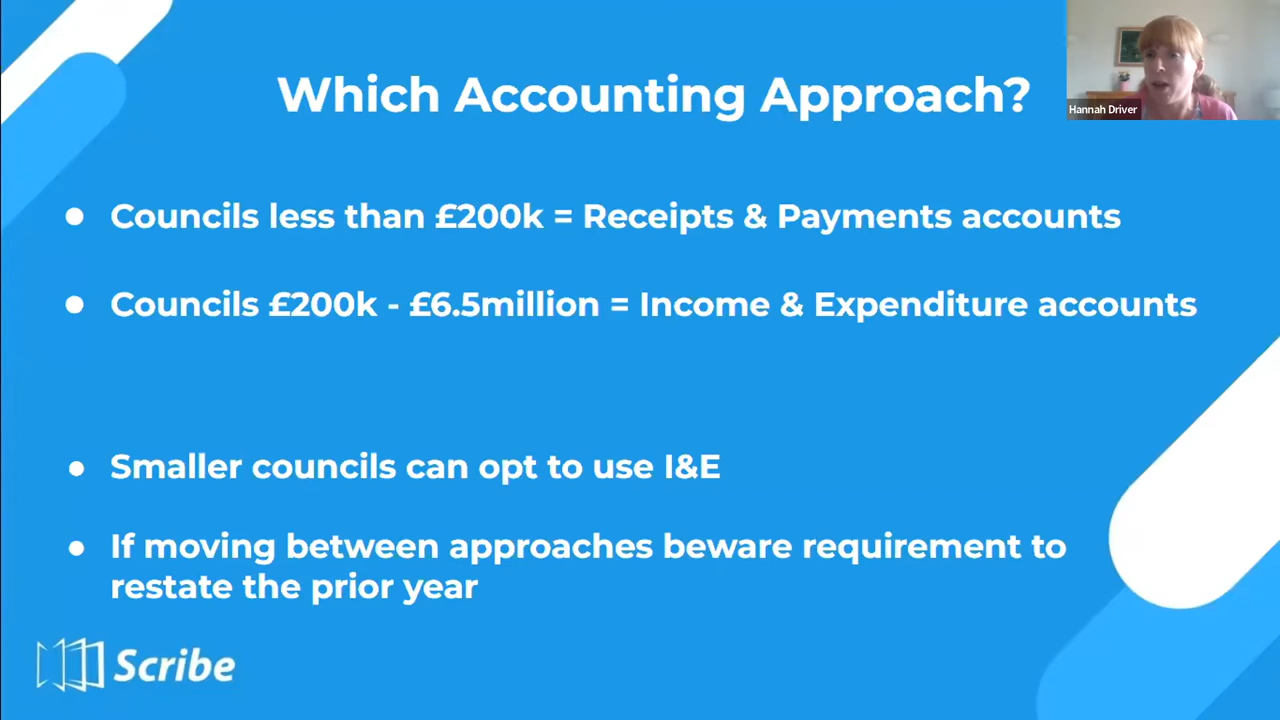 Which Accounting Approach?
Hannah Driver
● Councils less than £200k = Receipts & Payments accounts
● Councils £200k - £6.5million = Income & Expenditure accounts
● Smaller councils can opt to use I&E
● If moving between approaches beware requirement to
restate the prior year
Scribe